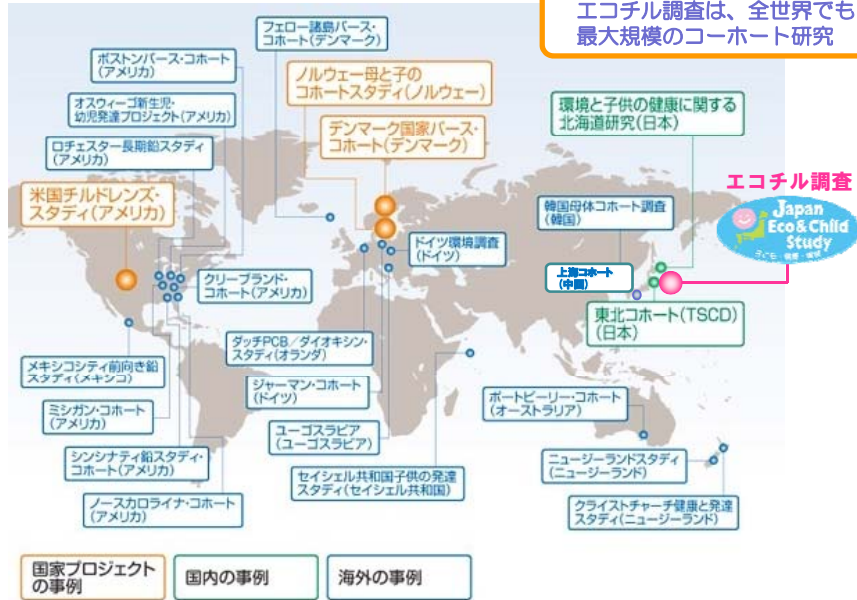 エコチル調査は、全世界でも
最大規模のコーホート研究
フェロー諸島バース・
コホート(デンマーク)
ボストンバース・コホート
(アメリカ)
ノルウェー母と子の
コホートスタディ(ノルウェー)
オスウィーゴ新生児・
幼児発達プロジェクト(アメリカ)
環境と子供の健康に関する
北海道研究(日本)
デンマーク国家バース・
コホート(デンマーク)
ロチェスター長期鉛スタディ
(アメリカ)
エコチル調査
米国チルドレンズ・
スタディ(アメリカ)
韓国母体コホート調査
(韓国)
Japan
Eco&Child
Study
子ども・健康・環境
ドイツ環境調査
(ドイツ)
クリーブランド・
コホート(アメリカ)
上海コホート
(中国)
東北コホート(TSCD)
(日本)
ダッチPCB/ダイオキシン・
スタディ(オランダ)
メキシコシティ前向き鉛
スタディ(メキシコ)
ジャーマン・コホート
(ドイツ)
ポートピーリー・コホート
(オーストラリア)
ミシガン・コホート
(アメリカ)
ユーゴスラビア
(ユーゴスラビア)
シンシナティ鉛スタディ・
コホート(アメリカ)
セイシェル共和国子供の発達
スタディ(セイシェル共和国)
ニュージーランドスタディ
(ニュージーランド)
ノースカロライナ・コホート
(アメリカ)
クライストチャーチ健康と発達
スタディ(ニュージーランド)
国家プロジェクト
の事例
国内の事例
海外の事例